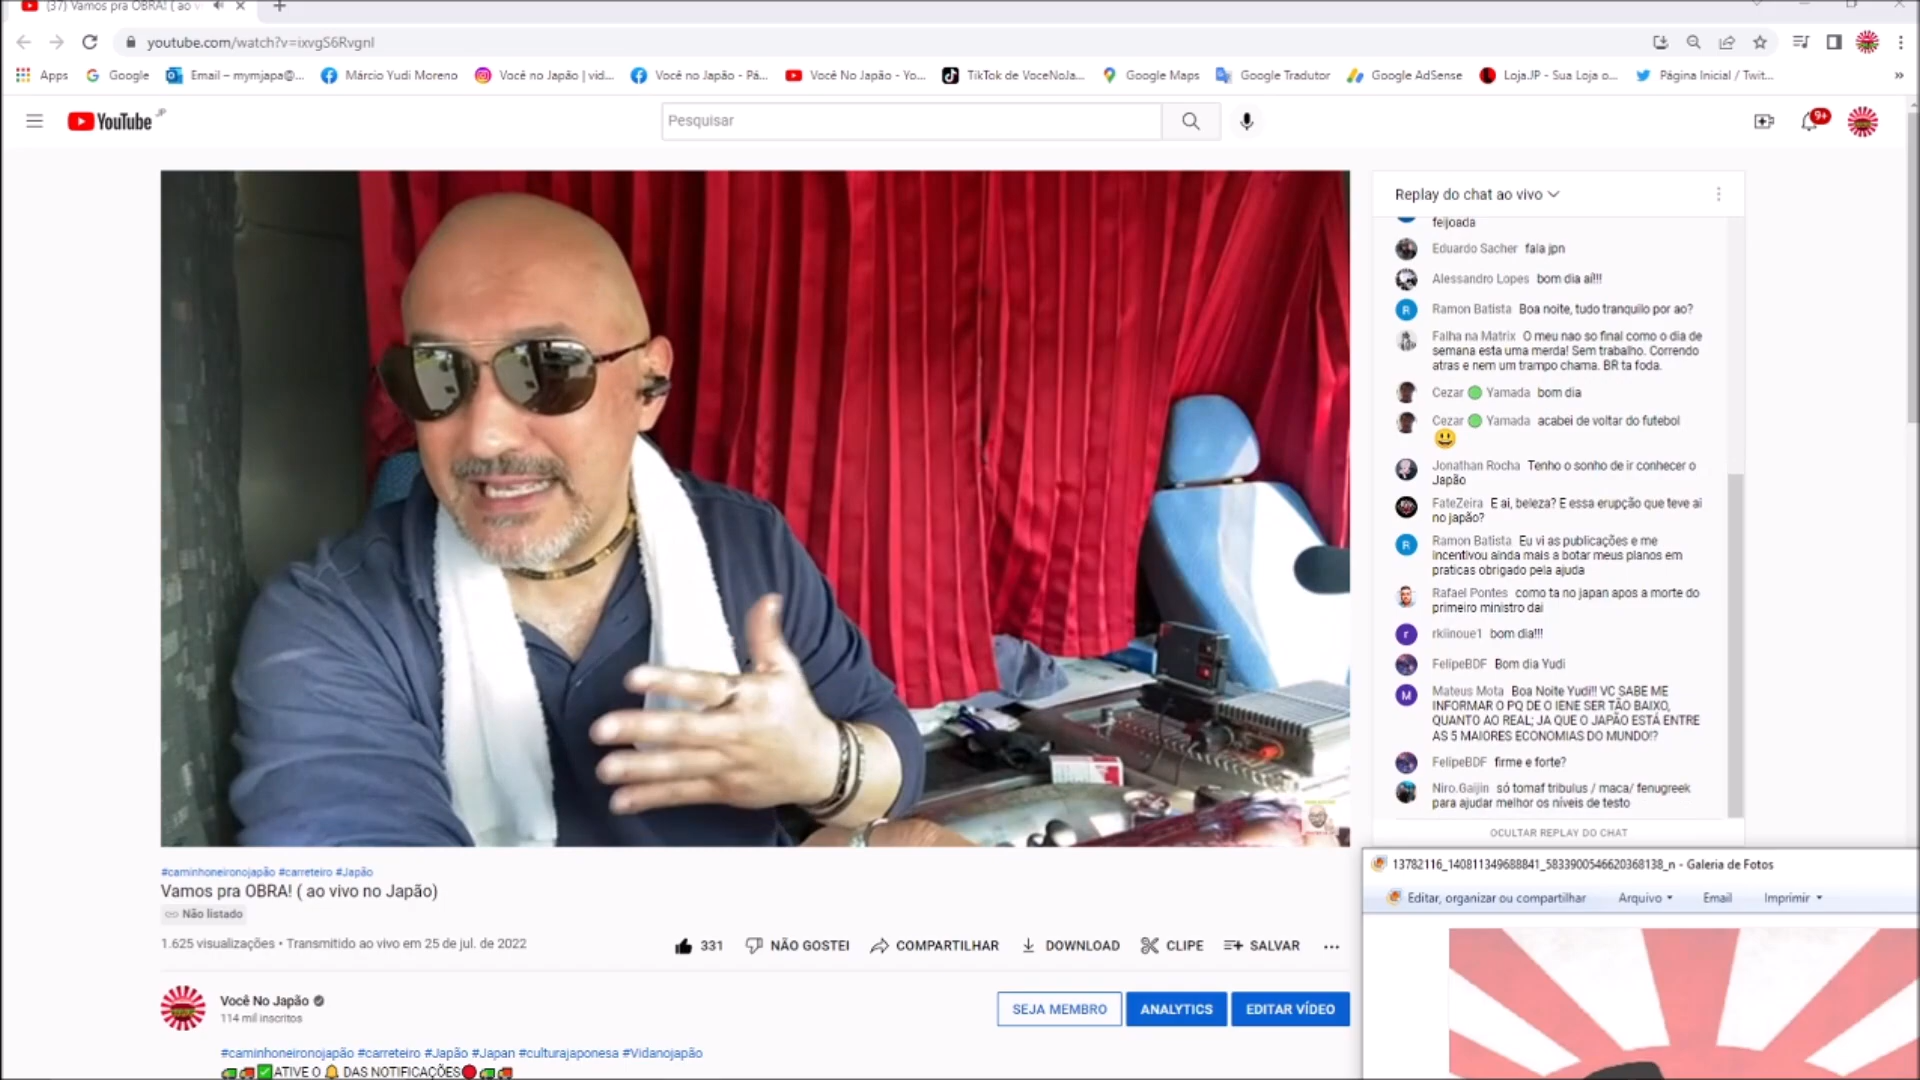 (37) Vamos pra OBRA! ( ao v
youtube.com/watch?v=ixvgS6RvgnI
Apps
Google
Email – mymjapa@...
Márcio Yudi Moreno
Você no Japão | vid...
Você no Japão - Pá...
Você No Japão - Yo...
TikTok de VoceNoJa...
Google Maps
Google Tradutor
Google AdSense
Loja.JP - Sua Loja o...
Página Inicial / Twit...
YouTube JP
Pesquisar
9+
Replay do chat ao vivo
feijoada
Eduardo Sacher fala jpn
Alessandro Lopes bom dia aí!!!
Ramon Batista Boa noite, tudo tranquilo por ao?
Falha na Matrix O meu nao so final como o dia de
semana esta uma merda! Sem trabalho. Correndo
atras e nem um trampo chama. BR ta foda.
Cezar Yamada bom dia
Cezar Yamada acabei de voltar do futebol
😃
Jonathan Rocha Tenho o sonho de ir conhecer o
Japão
FateZeira E ai, beleza? E essa erupção que teve ai
no japão?
Ramon Batista Eu vi as publicações e me
incentivou ainda mais a botar meus planos em
praticas obrigado pela ajuda
Rafael Pontes como ta no japan apos a morte do
primeiro ministro dai
rkiinoue1 bom dia!!!
FelipeBDF Bom dia Yudi
Mateus Mota Boa Noite Yudi!! VC SABE ME
INFORMAR O PQ DE O IENE SER TÃO BAIXO,
QUANTO AO REAL; JA QUE O JAPÃO ESTÁ ENTRE
AS 5 MAIORES ECONOMIAS DO MUNDO!?
FelipeBDF firme e forte?
Niro.Gaijin só tomaf tribulus / maca/ fenugreek
para ajudar melhor os níveis de testo
OCULTAR REPLAY DO CHAT
#caminhoneironojapão #carreteiro #Japão
Vamos pra OBRA! ( ao vivo no Japão)
Não listado
1.625 visualizações • Transmitido ao vivo em 25 de jul. de 2022
331
NÃO GOSTEI
COMPARTILHAR
DOWNLOAD
CLIPE
SALVAR
Você No Japão
114 mil inscritos
SEJA MEMBRO
ANALYTICS
EDITAR VÍDEO
#caminhoneironojapão #carreteiro #Japão #Japan #culturajaponesa #Vidanojapão
🚛🚚✅ATIVE O 🔔 DAS NOTIFICAÇÕES🔴🚛🚚
13782116_140811349688841_5833900546620368138_n - Galeria de Fotos
Editar, organizar ou compartilhar
Arquivo
Email
Imprimir